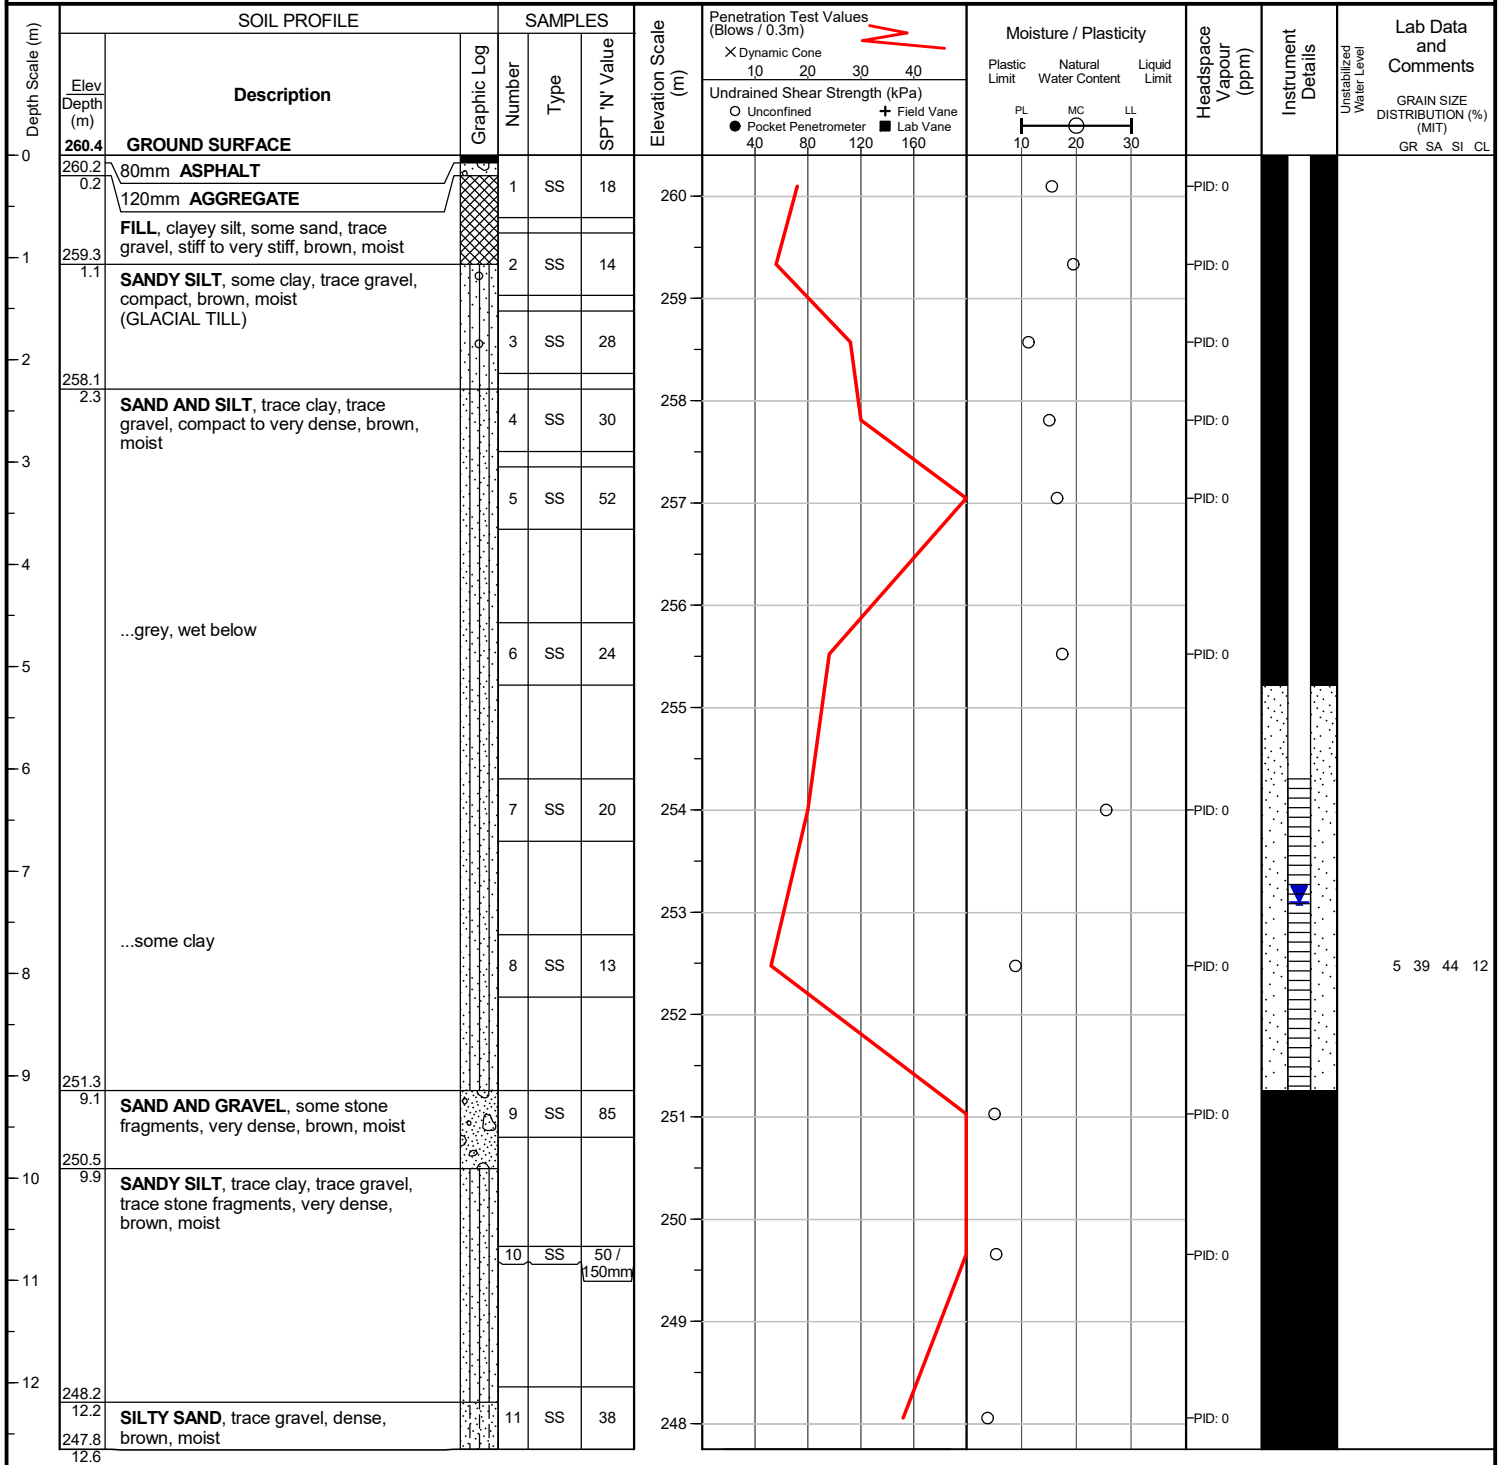 SOIL PROFILE
SAMPLES
Depth Scale (m)
Elev
Depth
(m)
Description
Graphic Log
Number
Type
SPT 'N' Value
Elevation Scale
(m)
Penetration Test Values
(Blows / 0.3m)
× Dynamic Cone
10 20 30 40
Undrained Shear Strength (kPa)
Unconfined
Field Vane
Pocket Penetrometer
Lab Vane
40 80 120 160
Moisture / Plasticity
Plastic
Limit
Natural
Water Content
Liquid
Limit
PL MC LL
10 20 30
Headspace
Vapour
(ppm)
Instrument
Details
Unstabilized
Water Level
Lab Data
and
Comments
GRAIN SIZE
DISTRIBUTION (%)
(MIT)
GR SA SI CL
260.4 GROUND SURFACE
0
1
2
3
4
5
6
7
8
9
10
11
12
260.2
0.2
80mm ASPHALT
120mm AGGREGATE
FILL, clayey silt, some sand, trace
gravel, stiff to very stiff, brown, moist
259.3
1.1
SANDY SILT, some clay, trace gravel,
compact, brown, moist
(GLACIAL TILL)
258.1
2.3
SAND AND SILT, trace clay, trace
gravel, compact to very dense, brown,
moist
...grey, wet below
...some clay
251.3
9.1
SAND AND GRAVEL, some stone
fragments, very dense, brown, moist
250.5
9.9
SANDY SILT, trace clay, trace gravel,
trace stone fragments, very dense,
brown, moist
248.2
12.2
SILTY SAND, trace gravel, dense,
brown, moist
247.8
12.6
1 SS 18
2 SS 14
3 SS 28
4 SS 30
5 SS 52
6 SS 24
7 SS 20
8 SS 13
9 SS 85
10 SS 50 /
150mm
11 SS 38
260
259
258
257
256
255
254
253
252
251
250
249
248
PID: 0
PID: 0
PID: 0
PID: 0
PID: 0
PID: 0
PID: 0
PID: 0
5 39 44 12
PID: 0
PID: 0
PID: 0